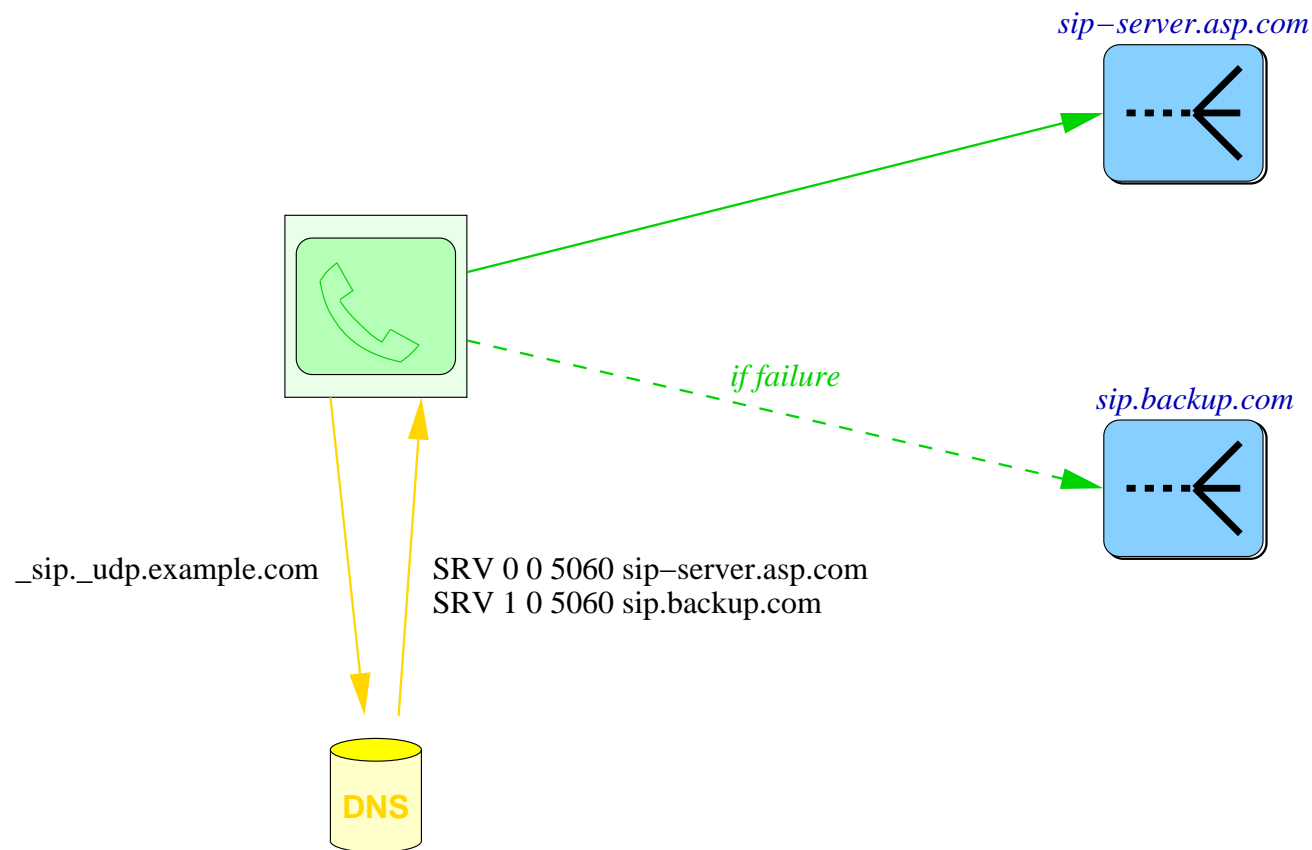 sip−server.asp.com
if failure
sip.backup.com
_sip._udp.example.com
SRV 0 0 5060 sip−server.asp.com
SRV 1 0 5060 sip.backup.com
DNS